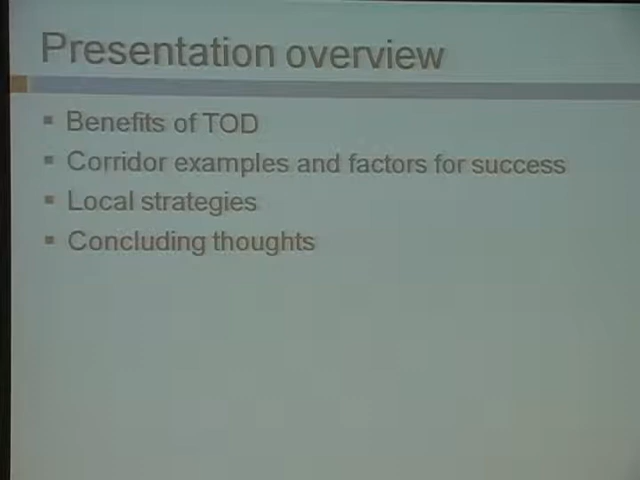 Presentation overview
Benefits of TOD
Corridor examples and factors for success
Local strategies
Concluding thoughts